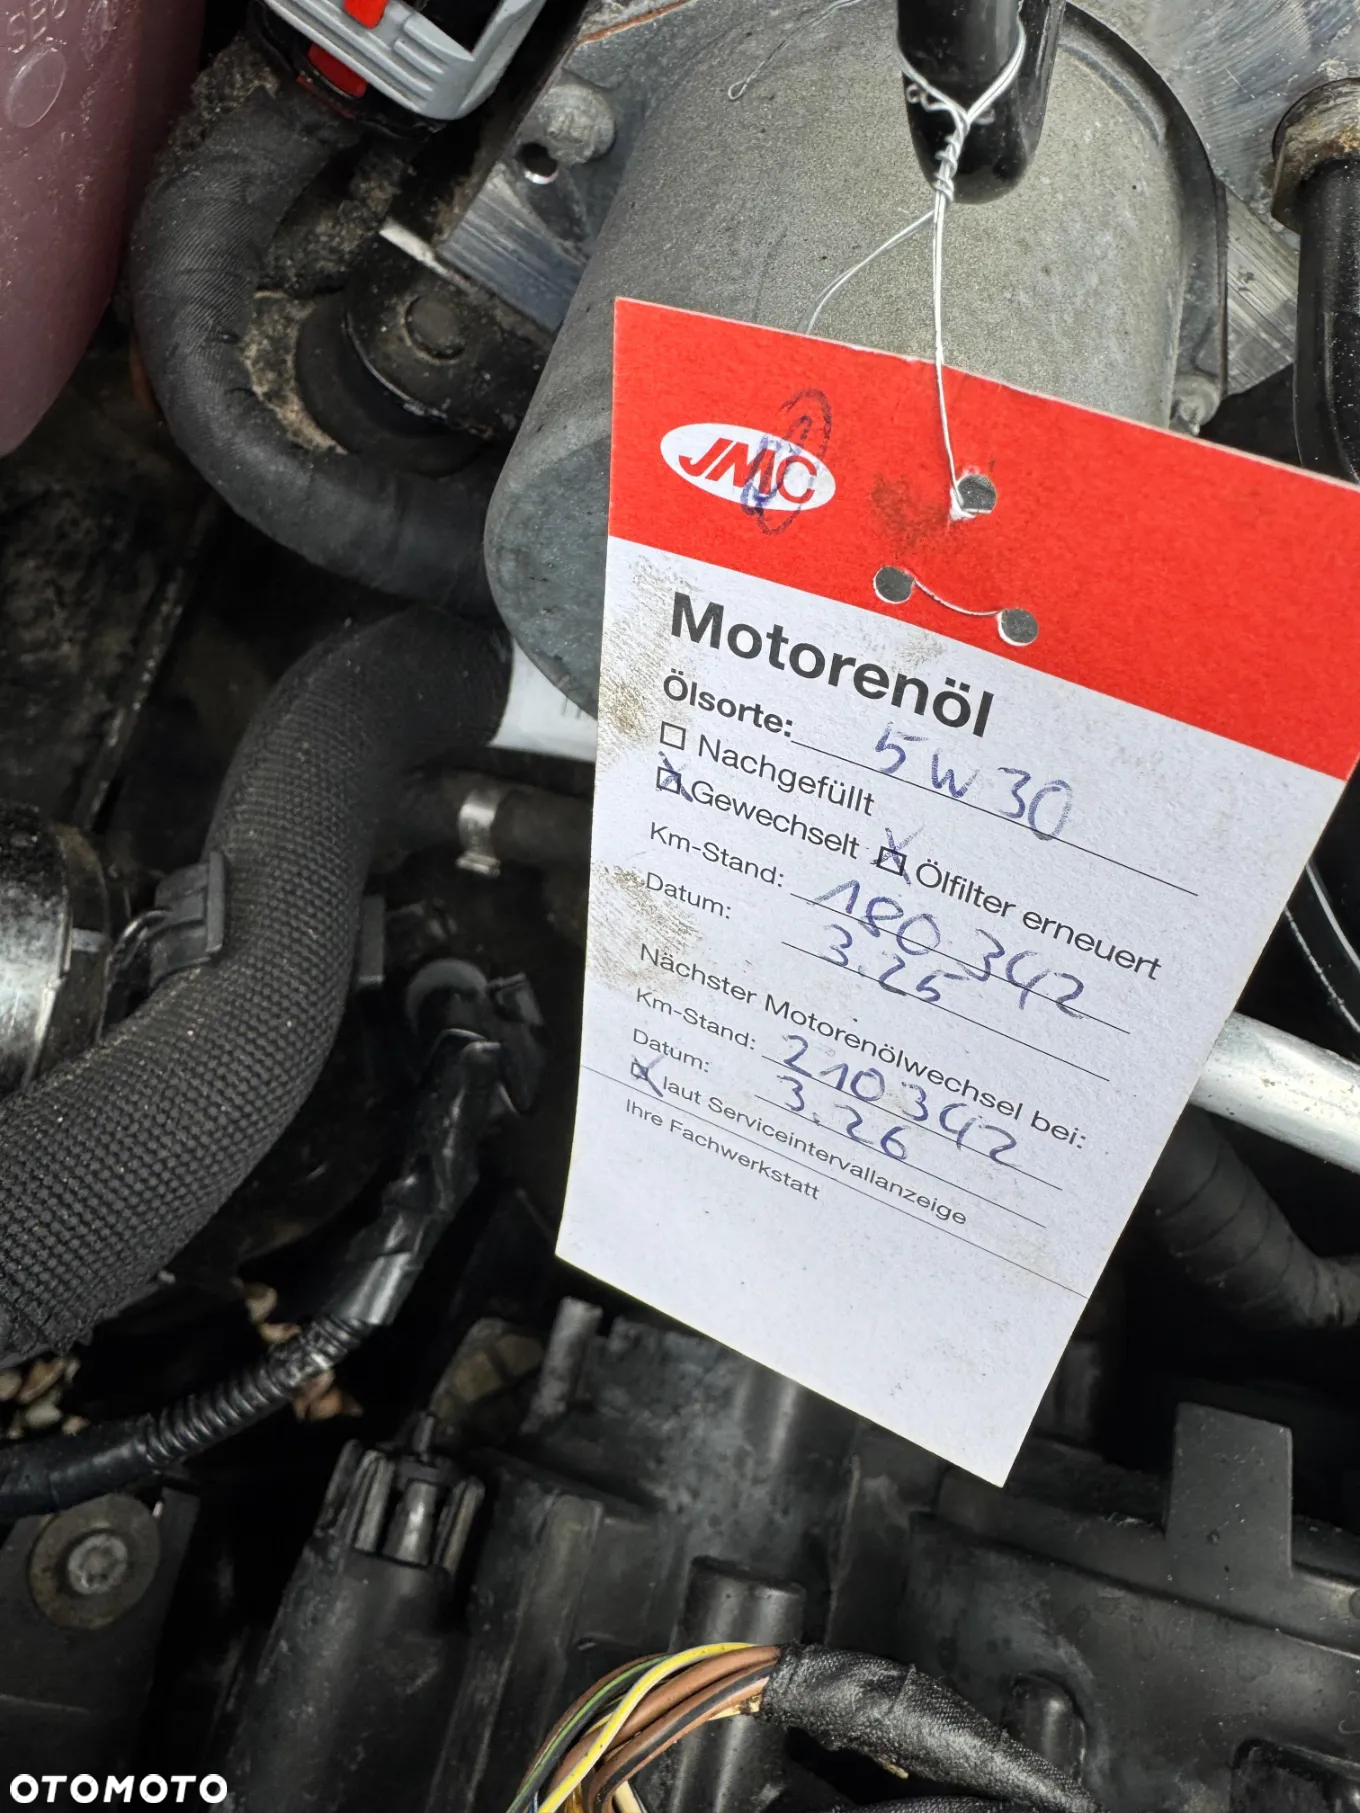 JMC
Motorenöl
Ölsorte: 5W30
Nachgefüllt
Gewechselt Ölfilter erneuert
Km-Stand: 180 342
Datum: 3.25
Nächster Motorenölwechsel bei:
Km-Stand: 210 342
Datum: 3.26
laut Serviceintervallanzeige
Ihre Fachwerkstatt
OTOMOTO